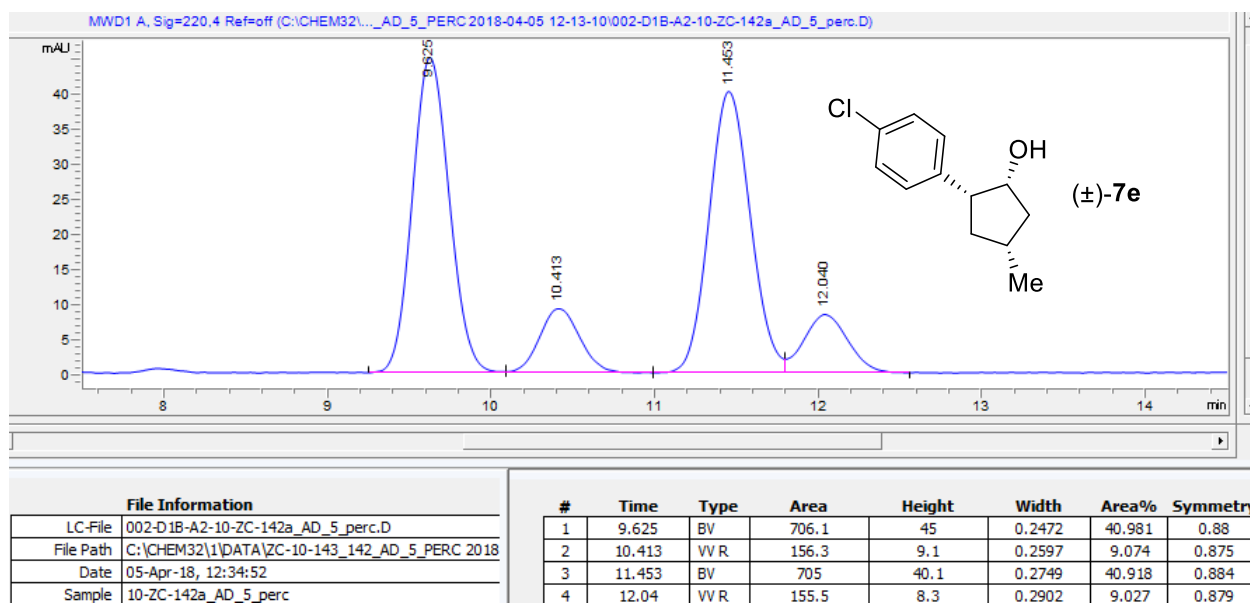 MWD1 A, Sig=220,4 Ref=off (C:\CHEM32\..._AD_5_PERC 2018-04-05 12-13-10\002-D1B-A2-10-ZC-142a_AD_5_perc.D)
mAU
9.625
11.453
10.413
12.040
40
35
30
25
20
15
10
5
0
Cl
OH
(±)-7e
Me
8 9 10 11 12 13 14 min
File Information
LC-File 002-D1B-A2-10-ZC-142a_AD_5_perc.D
File Path C:\CHEM32\1\DATA\ZC-10-143_142_AD_5_PERC 2018
Date 05-Apr-18, 12:34:52
Sample 10-ZC-142a_AD_5_perc
# Time Type Area Height Width Area% Symmetry
1 9.625 BV 706.1 45 0.2472 40.981 0.88
2 10.413 VV R 156.3 9.1 0.2597 9.074 0.875
3 11.453 BV 705 40.1 0.2749 40.918 0.884
4 12.04 VV R 155.5 8.3 0.2902 9.027 0.879